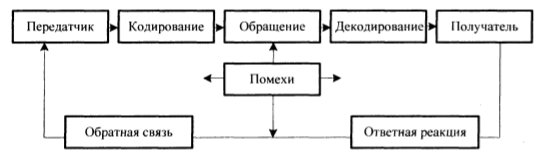 Передатчик
Кодирование
Обращение
Декодирование
Получатель
Помехи
Обратная связь
Ответная реакция